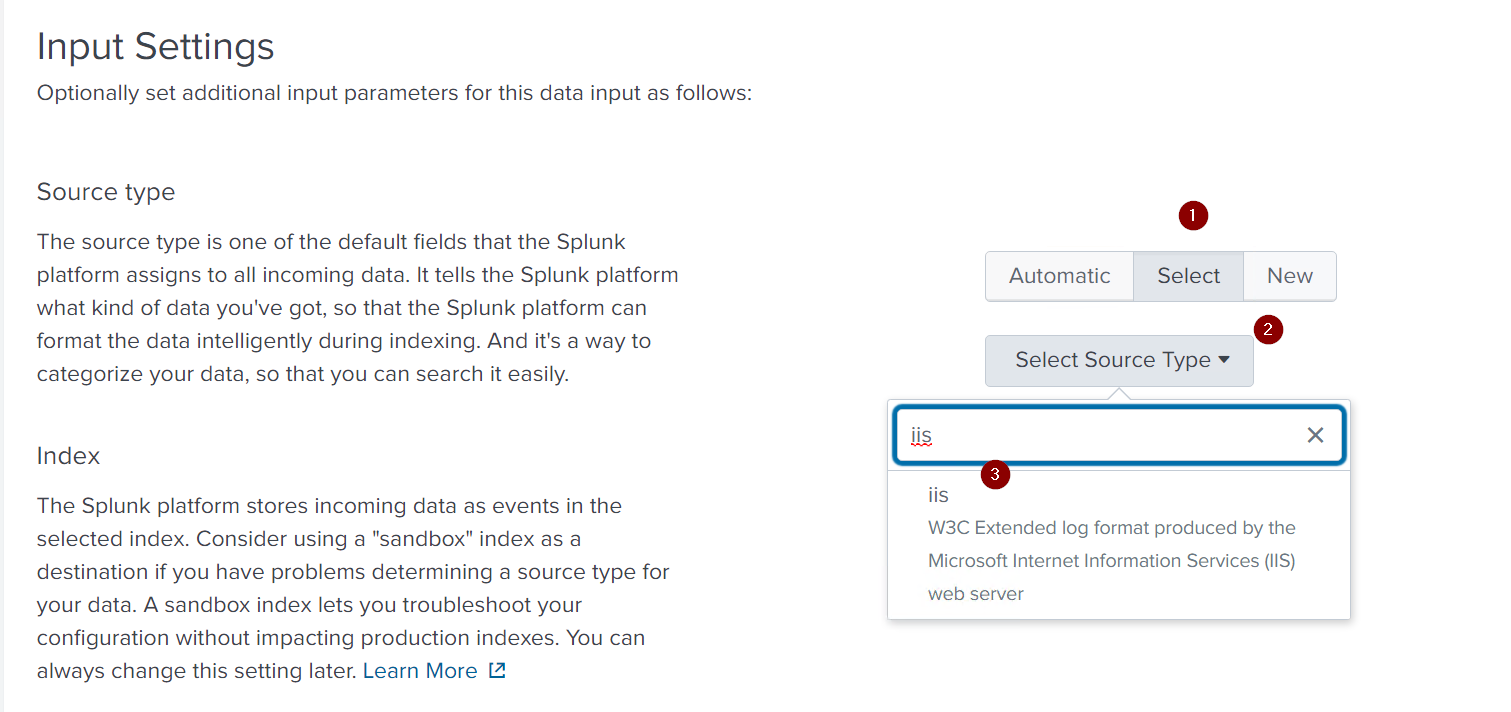 Input Settings
Optionally set additional input parameters for this data input as follows:
Source type
The source type is one of the default fields that the Splunk
platform assigns to all incoming data. It tells the Splunk platform
what kind of data you've got, so that the Splunk platform can
format the data intelligently during indexing. And it's a way to
categorize your data, so that you can search it easily.
1
Automatic
Select
New
2
Select Source Type
iis
3
iis
W3C Extended log format produced by the
Microsoft Internet Information Services (IIS)
web server
Index
The Splunk platform stores incoming data as events in the
selected index. Consider using a "sandbox" index as a
destination if you have problems determining a source type for
your data. A sandbox index lets you troubleshoot your
configuration without impacting production indexes. You can
always change this setting later. Learn More